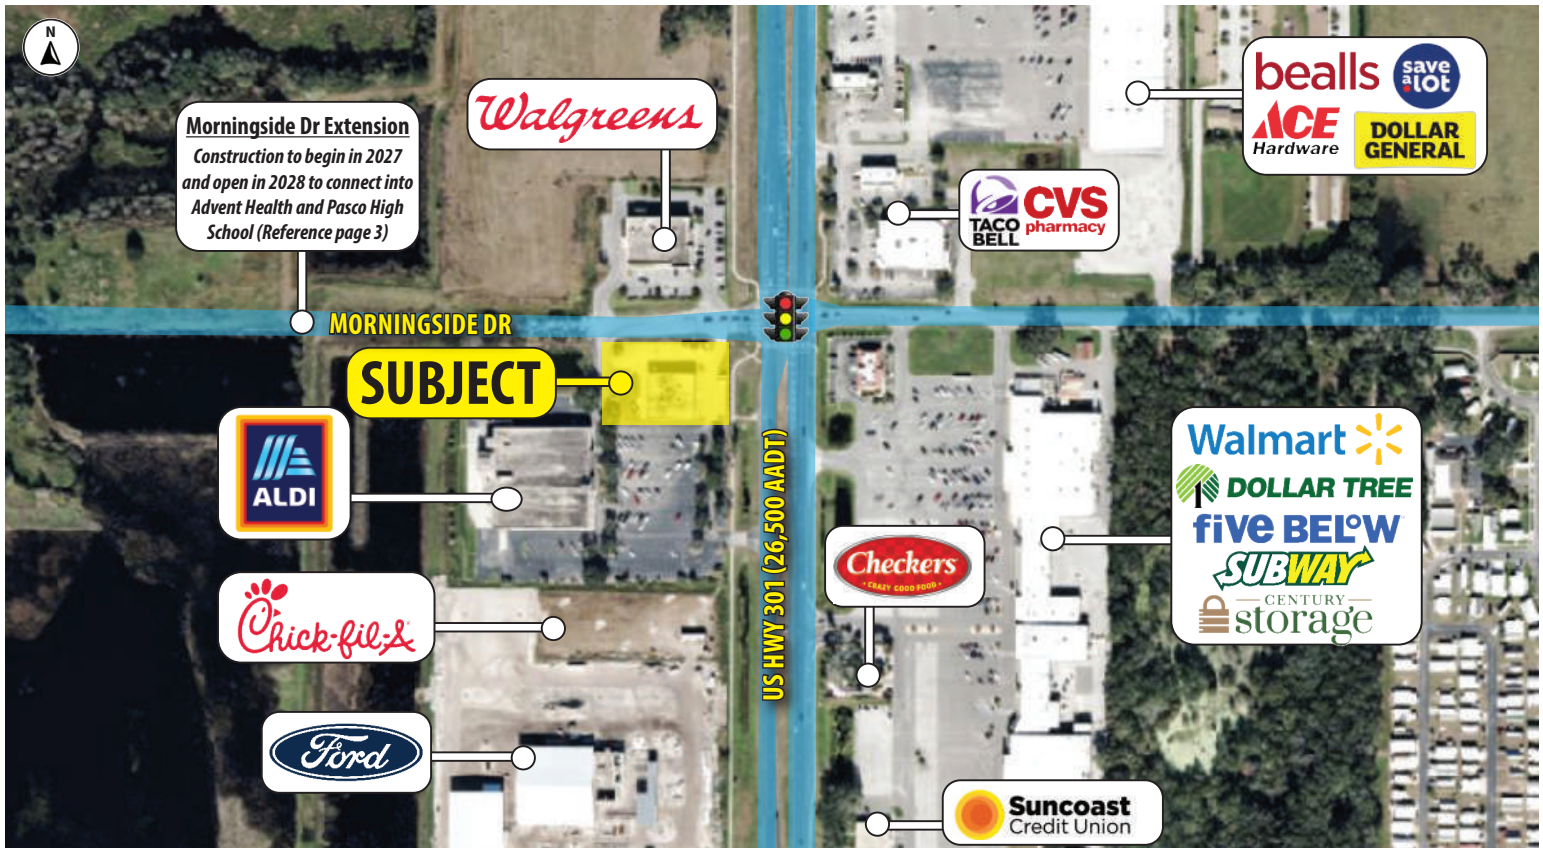 N
Morningside Dr Extension
Construction to begin in 2027
and open in 2028 to connect into
Advent Health and Pasco High
School (Reference page 3)
Walgreens
bealls
save
a lot
ACE
Hardware
DOLLAR
GENERAL
TACO
BELL
CVS
pharmacy
MORNINGSIDE DR
SUBJECT
ALDI
US HWY 301 (26,500 AADT)
Walmart
DOLLAR TREE
five BELOW
SUBWAY
CENTURY
storage
Checkers
CRAZY GOOD FOOD
Chick-fil-A
Ford
Suncoast
Credit Union